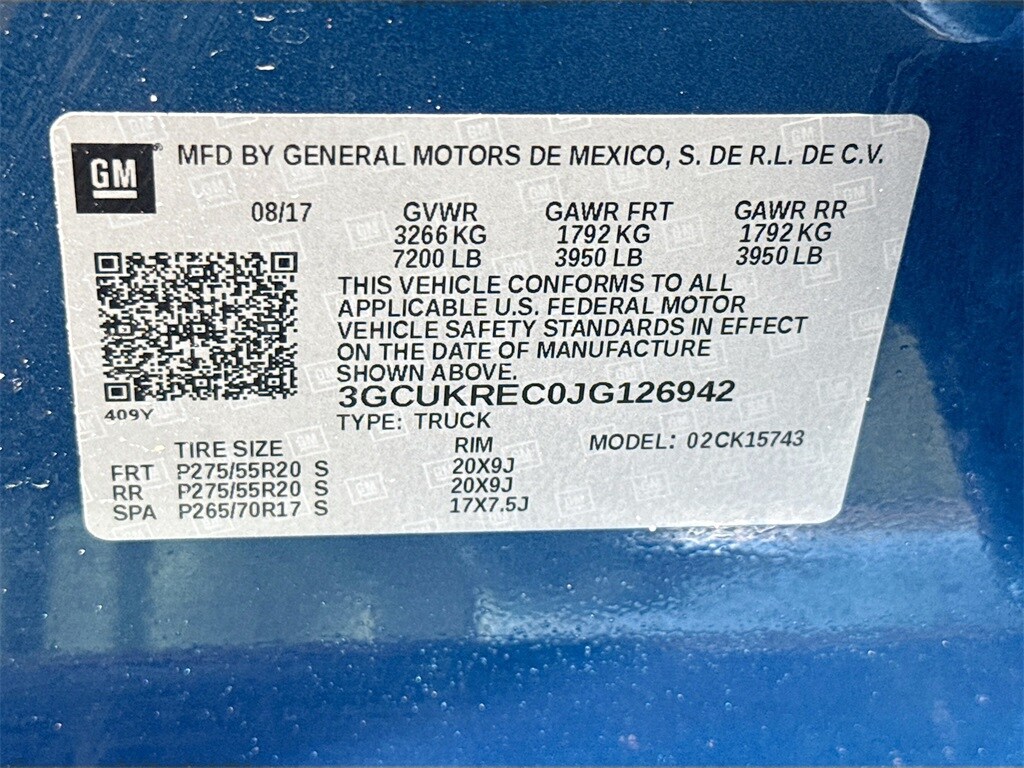 GM MFD BY GENERAL MOTORS DE MEXICO, S. DE R.L. DE C.V.
08/17 GVWR GAWR FRT GAWR RR
3266 KG 1792 KG 1792 KG
7200 LB 3950 LB 3950 LB
THIS VEHICLE CONFORMS TO ALL
APPLICABLE U.S. FEDERAL MOTOR
VEHICLE SAFETY STANDARDS IN EFFECT
ON THE DATE OF MANUFACTURE
SHOWN ABOVE.
3GCUKREC0JG126942
409Y
TYPE: TRUCK
TIRE SIZE RIM MODEL: 02CK15743
FRT P275/55R20 S 20X9J
RR P275/55R20 S 20X9J
SPA P265/70R17 S 17X7.5J